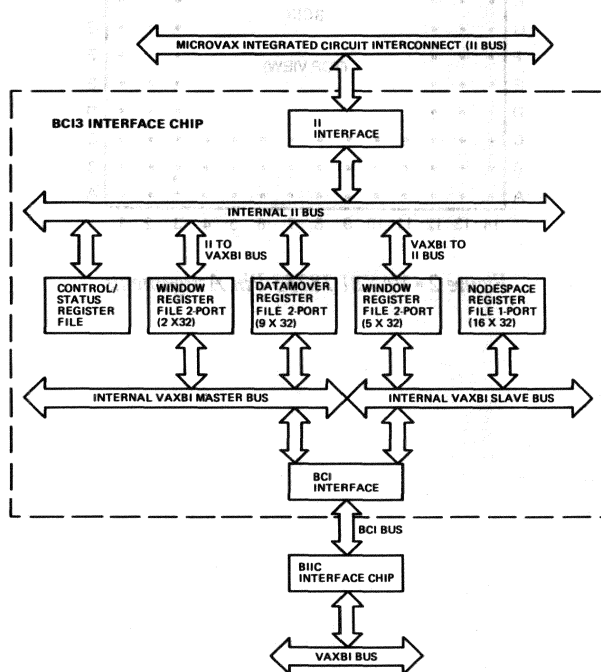 MICROVAX INTEGRATED CIRCUIT INTERCONNECT (II BUS)
BCI3 INTERFACE CHIP
II
INTERFACE
INTERNAL II BUS
II TO
VAXBI BUS
VAXBI TO
II BUS
CONTROL/
STATUS
REGISTER
FILE
WINDOW
REGISTER
FILE 2-PORT
(2 X32)
DATAMOVER
REGISTER
FILE 2-PORT
(9 X 32)
WINDOW
REGISTER
FILE 2-PORT
(5 X 32)
NODESPACE
REGISTER
FILE 1-PORT
(16 X 32)
INTERNAL VAXBI MASTER BUS
INTERNAL VAXBI SLAVE BUS
BCI
INTERFACE
BCI BUS
BIIC
INTERFACE CHIP
VAXBI BUS